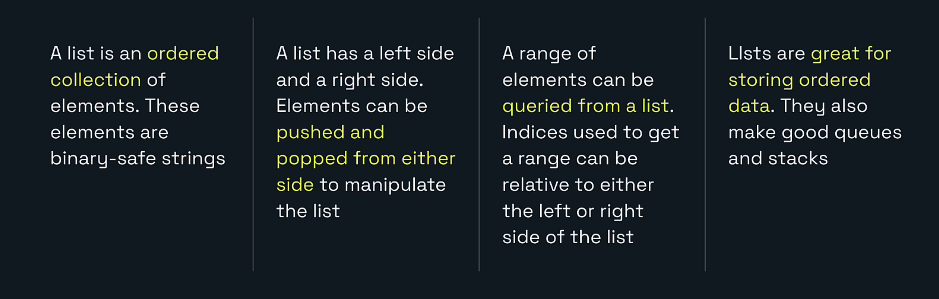 A list is an ordered
collection of
elements. These
elements are
binary-safe strings
A list has a left side
and a right side.
Elements can be
pushed and
popped from either
side to manipulate
the list
A range of
elements can be
queried from a list.
Indices used to get
a range can be
relative to either
the left or right
side of the list
LIsts are great for
storing ordered
data. They also
make good queues
and stacks